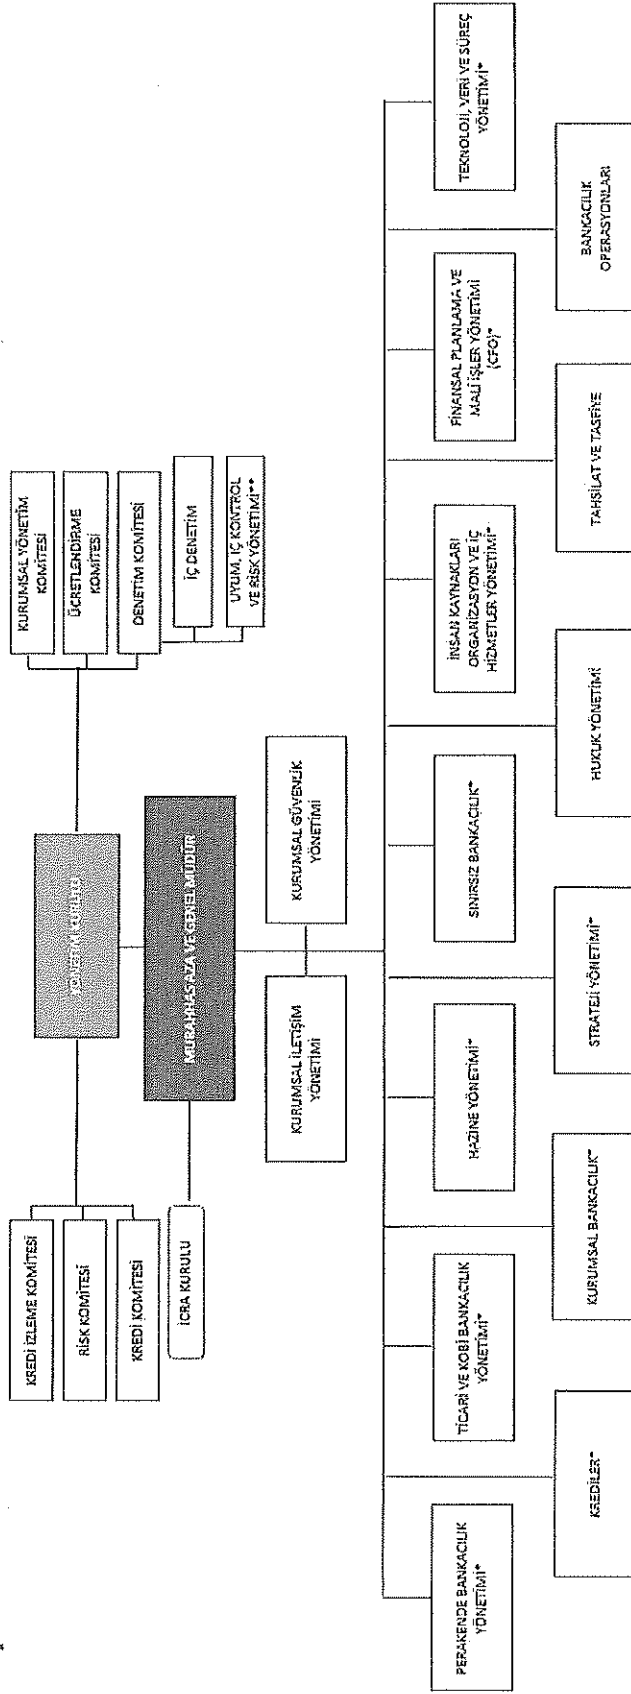 YÖNETİM KURULU
KREDİ İZLEME KOMİTESİ
RİSK KOMİTESİ
KREDİ KOMİTESİ
KURUMSAL YÖNETİM
KOMİTESİ
ÜCRETLENDİRME
KOMİTESİ
DENETİM KOMİTESİ
İÇ DENETİM
UYUM, İÇ KONTROL
VE RİSK YÖNETİMİ**
MURAHHAS AZA VE GENEL MÜDÜR
İCRA KURULU
KURUMSAL İLETİŞİM
YÖNETİMİ
KURUMSAL GÜVENLİK
YÖNETİMİ
PERAKENDE BANKACILIK
YÖNETİMİ*
TİCARİ VE KOBİ BANKACILIK
YÖNETİMİ*
HAZİNE YÖNETİMİ*
SINIRSIZ BANKACILIK*
İNSAN KAYNAKLARI
ORGANİZASYON VE İÇ
HİZMETLER YÖNETİMİ*
FİNANSAL PLANLAMA VE
MALİ İŞLER YÖNETİMİ
(CFO)*
TEKNOLOJİ, VERİ VE SÜREÇ
YÖNETİMİ*
KREDİLER*
KURUMSAL BANKACILIK*
STRATEJİ YÖNETİMİ*
HUKUK YÖNETİMİ
TAHSİLAT VE TASFİYE
BANKACILIK
OPERASYONLARI